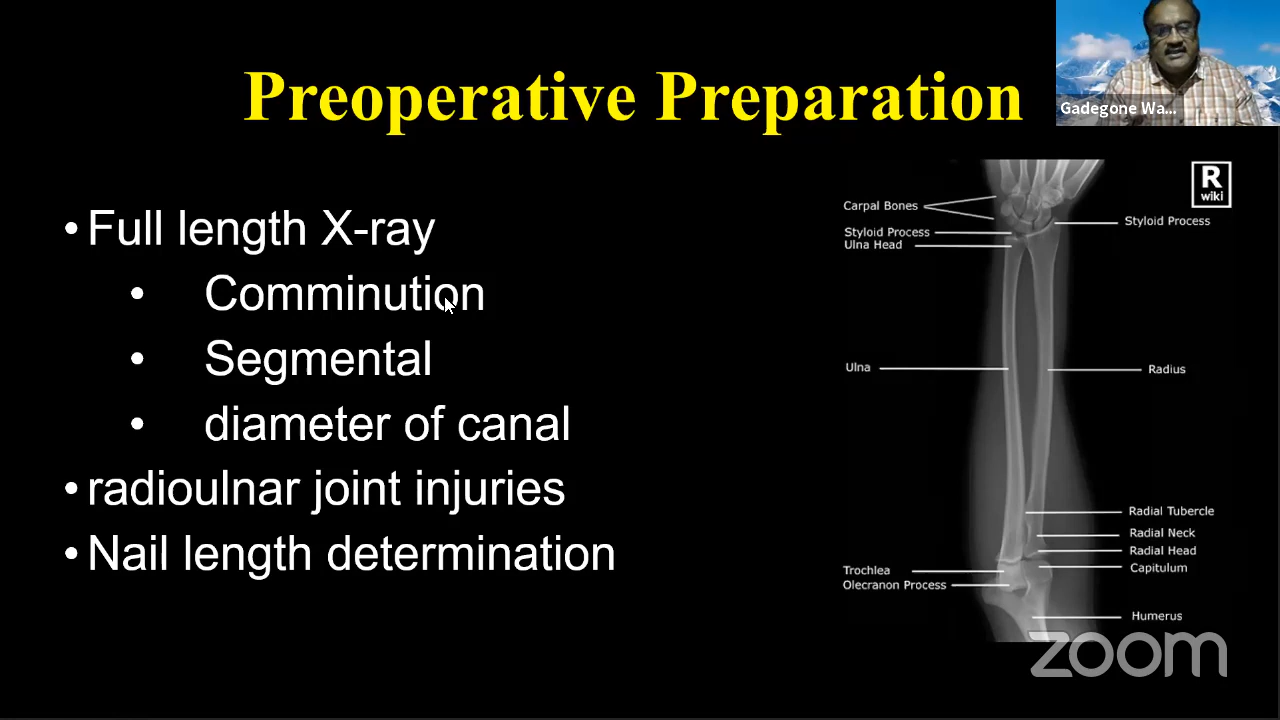 Preoperative Preparation
Gadegone Wa...
• Full length X-ray
• Comminution
• Segmental
• diameter of canal
• radioulnar joint injuries
• Nail length determination
R
wiki
Carpal Bones
Styloid Process
Styloid Process
Ulna Head
Ulna
Radius
Radial Tubercle
Radial Neck
Radial Head
Capitulum
Trochlea
Olecranon Process
Humerus
zoom